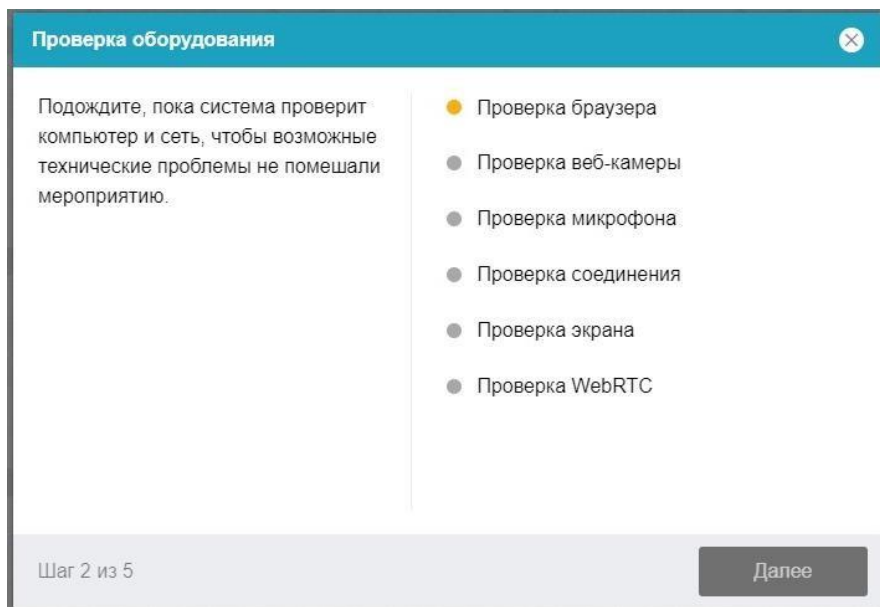 Проверка оборудования
Подождите, пока система проверит
компьютер и сеть, чтобы возможные
технические проблемы не помешали
мероприятию.
Проверка браузера
Проверка веб-камеры
Проверка микрофона
Проверка соединения
Проверка экрана
Проверка WebRTC
Шаг 2 из 5
Далее